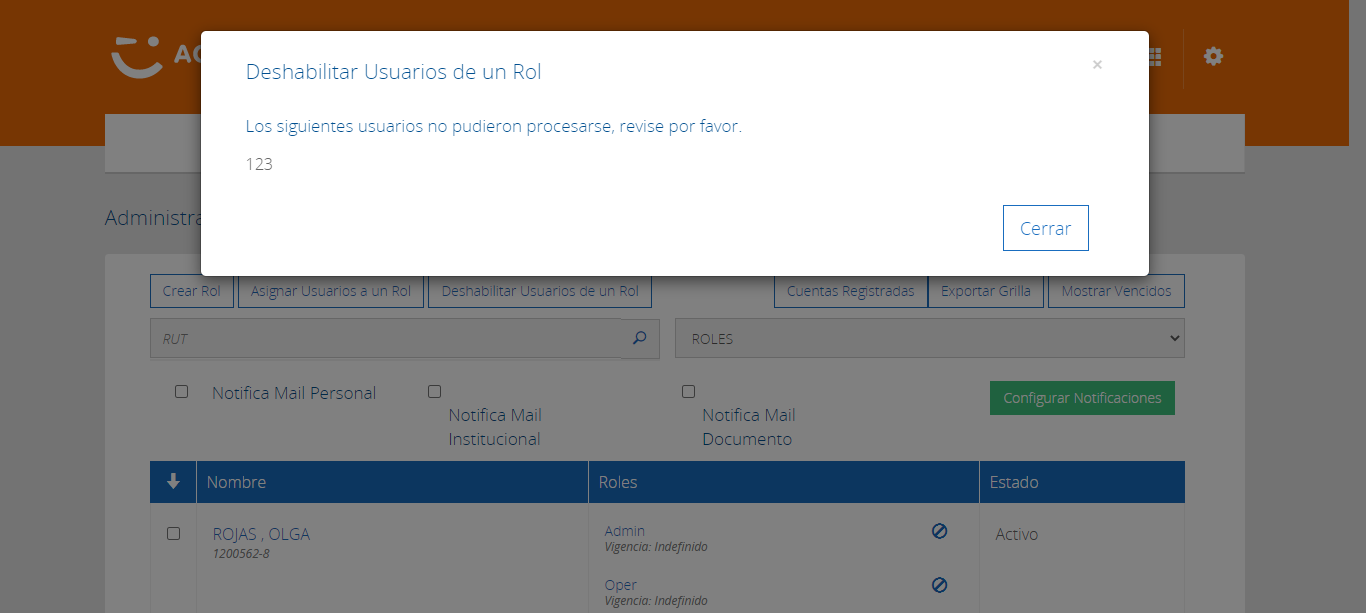 Deshabilitar Usuarios de un Rol
×
Los siguientes usuarios no pudieron procesarse, revise por favor.
123
Cerrar
Crear Rol
Asignar Usuarios a un Rol
Deshabilitar Usuarios de un Rol
Cuentas Registradas
Exportar Grilla
Mostrar Vencidos
RUT
ROLES
Notifica Mail Personal
Notifica Mail
Institucional
Notifica Mail
Documento
Configurar Notificaciones
Nombre
Roles
Estado
ROJAS , OLGA
1200562-8
Admin
Vigencia: Indefinido
Oper
Vigencia: Indefinido
Activo